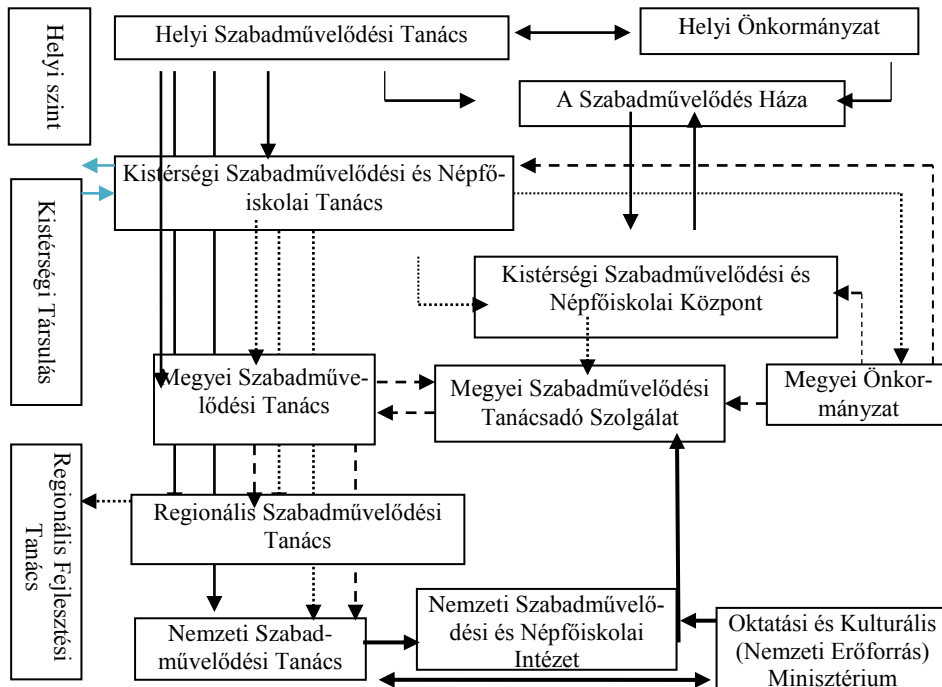 Helyi szint
Helyi Szabadművelődési Tanács
Helyi Önkormányzat
A Szabadművelődés Háza
Kistérségi Társulás
Kistérségi Szabadművelődési és Népfő-
iskolai Tanács
Kistérségi Szabadművelődési és
Népfőiskolai Központ
Megyei Szabadműve-
lődési Tanács
Megyei Szabadművelődési
Tanácsadó Szolgálat
Megyei Önkor-
mányzat
Regionális Fejlesztési
Tanács
Regionális Szabadművelődési
Tanács
Nemzeti Szabad-
művelődési Tanács
Nemzeti Szabadművelő-
dési és Népfőiskolai
Intézet
Oktatási és Kulturális
(Nemzeti Erőforrás)
Minisztérium